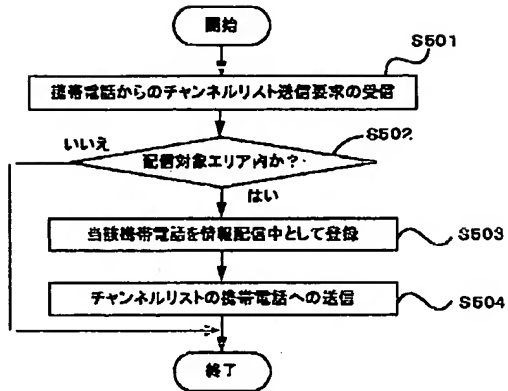 開始
S501
携帯電話からのチャンネルリスト送信要求の受信
S502
いいえ
配信対象エリア内か？
はい
当該携帯電話を情報配信中として登録
S503
チャンネルリストの携帯電話への送信
S504
終了